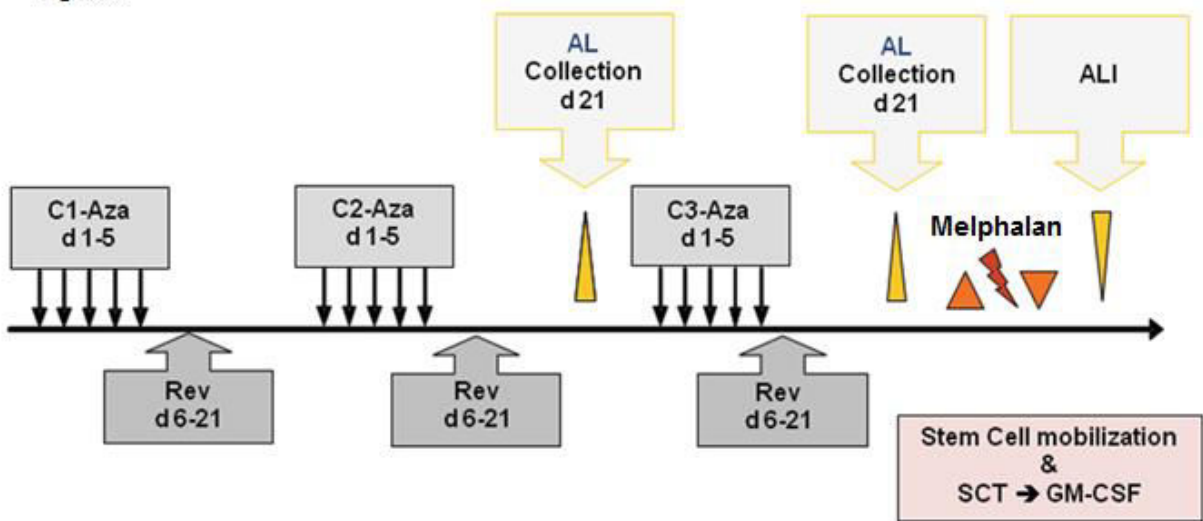 AL
Collection
d 21
AL
Collection
d 21
ALI
C1-Aza
d 1-5
C2-Aza
d 1-5
C3-Aza
d 1-5
Melphalan
Rev
d 6-21
Rev
d 6-21
Rev
d 6-21
Stem Cell mobilization
&
SCT ➔ GM-CSF